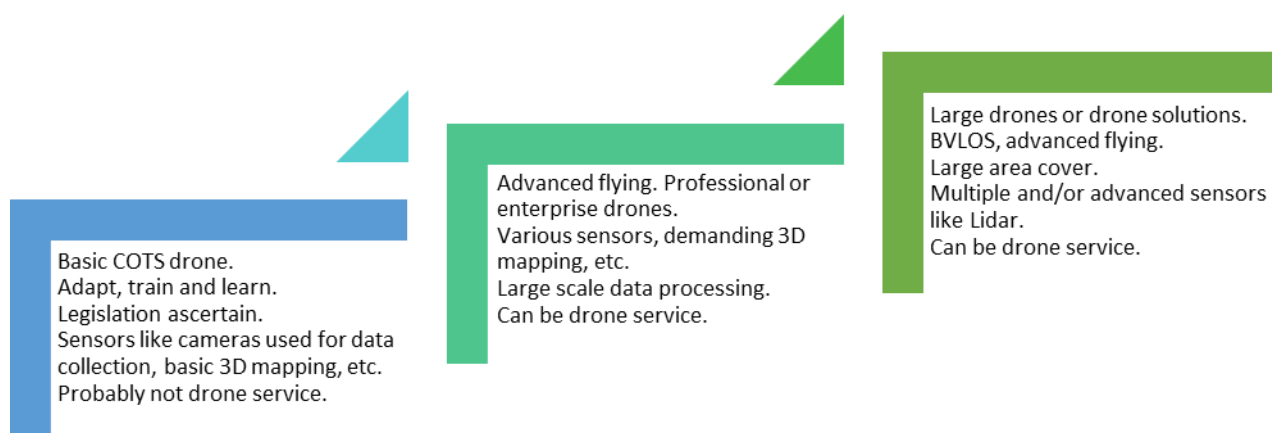 Basic COTS drone.
Adapt, train and learn.
Legislation ascertain.
Sensors like cameras used for data
collection, basic 3D mapping, etc.
Probably not drone service.
Advanced flying. Professional or
enterprise drones.
Various sensors, demanding 3D
mapping, etc.
Large scale data processing.
Can be drone service.
Large drones or drone solutions.
BVLOS, advanced flying.
Large area cover.
Multiple and/or advanced sensors
like Lidar.
Can be drone service.